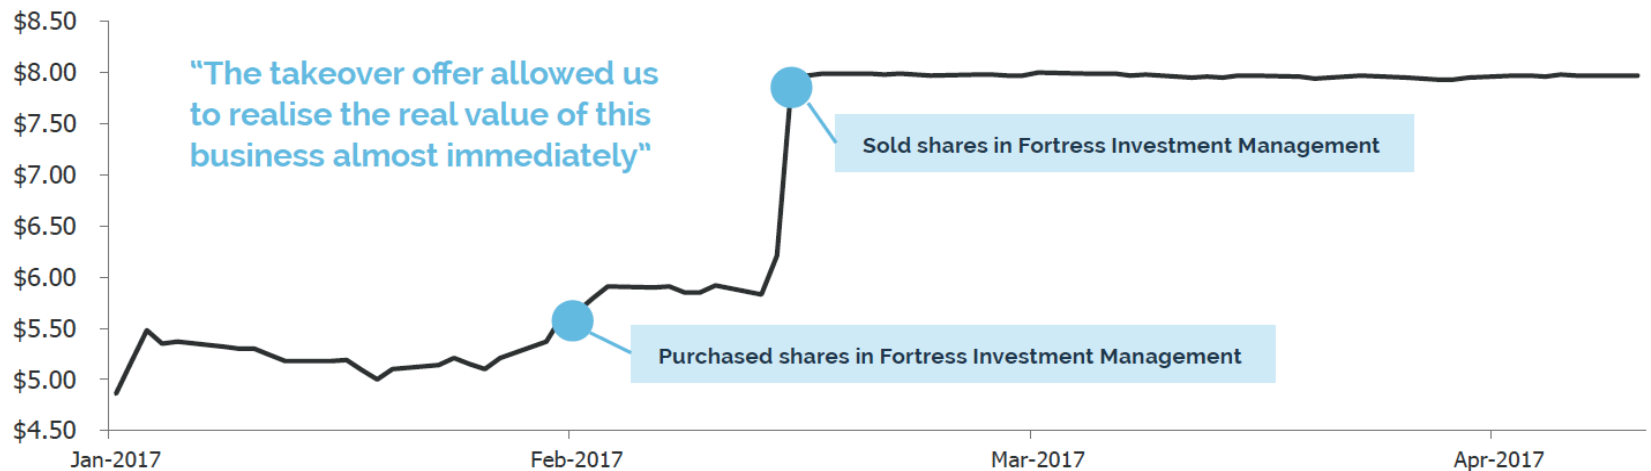 $8.50
$8.00
$7.50
$7.00
$6.50
$6.00
$5.50
$5.00
$4.50
“The takeover offer allowed us
to realise the real value of this
business almost immediately”
Sold shares in Fortress Investment Management
Purchased shares in Fortress Investment Management
Jan-2017
Feb-2017
Mar-2017
Apr-2017